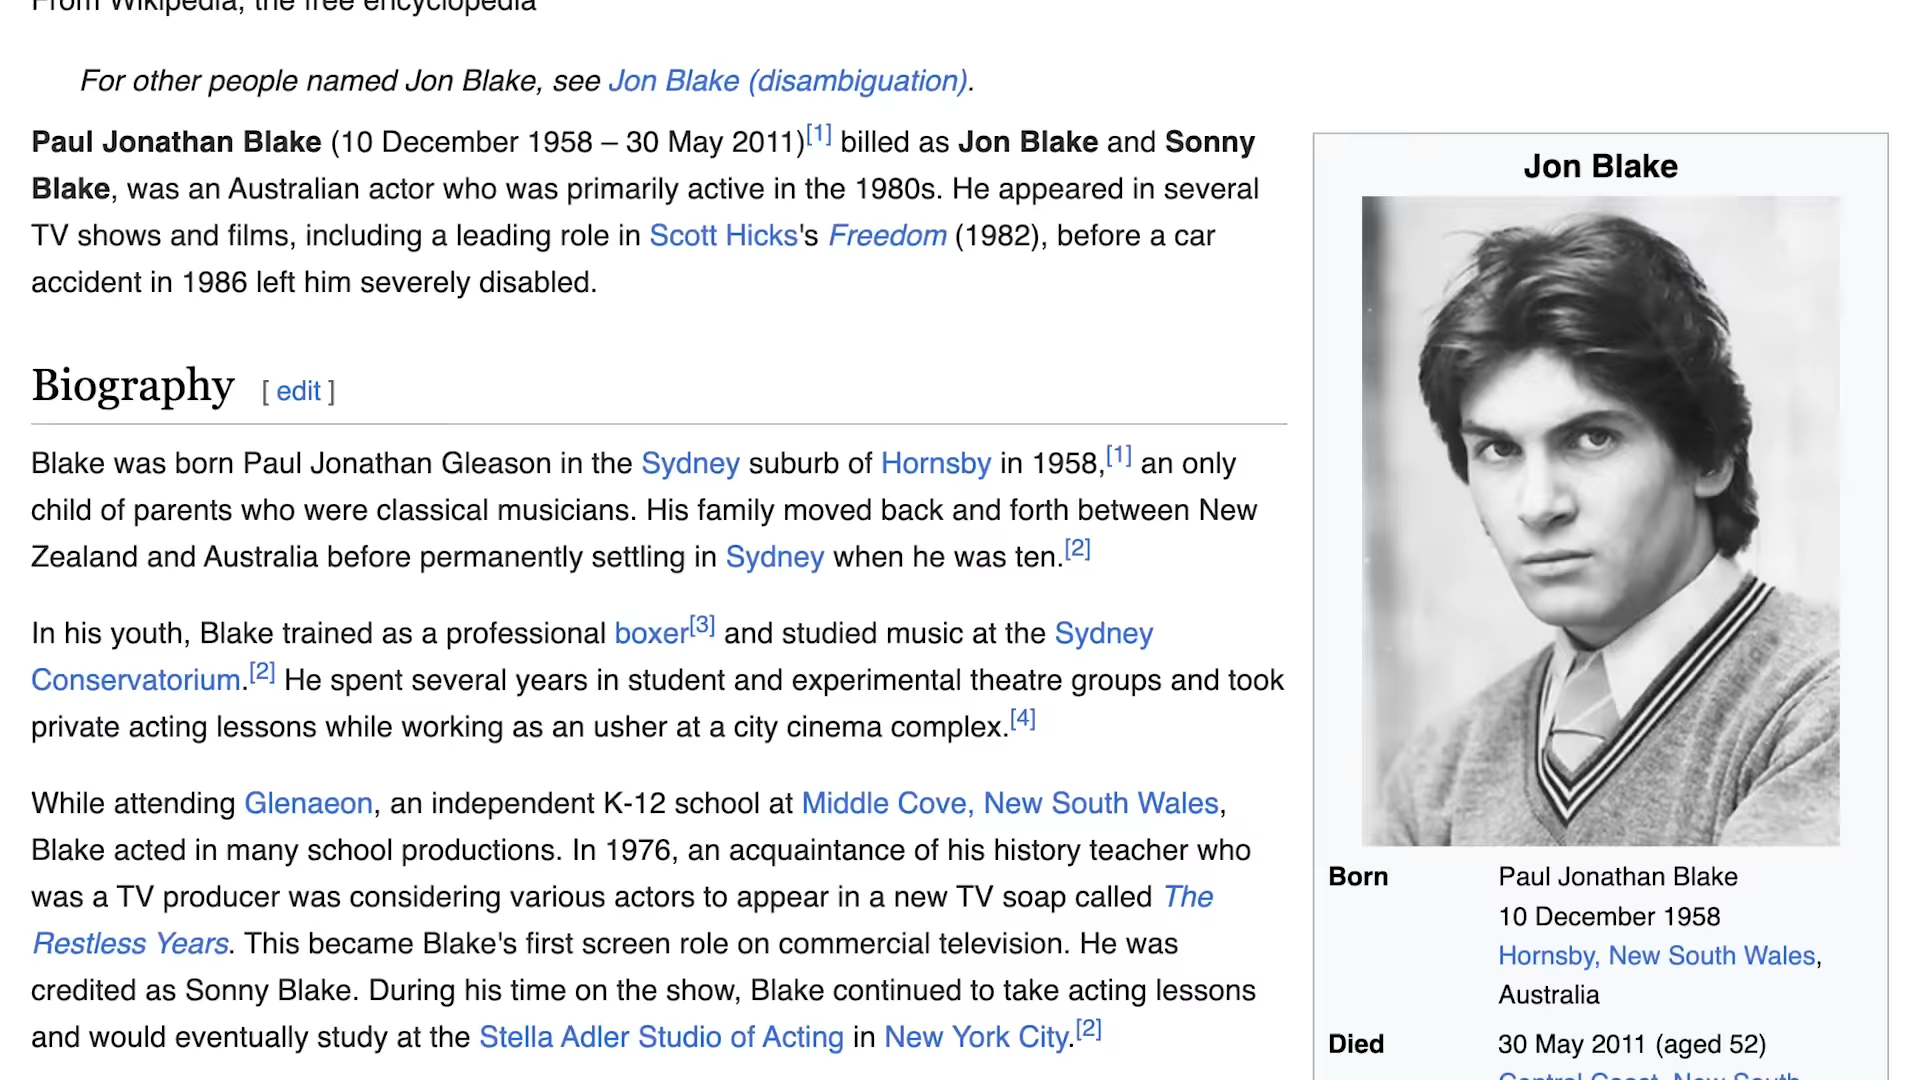 From Wikipedia, the free encyclopedia
For other people named Jon Blake, see Jon Blake (disambiguation).
Paul Jonathan Blake (10 December 1958 – 30 May 2011)[1] billed as Jon Blake and Sonny
Blake, was an Australian actor who was primarily active in the 1980s. He appeared in several
TV shows and films, including a leading role in Scott Hicks's Freedom (1982), before a car
accident in 1986 left him severely disabled.
Biography [ edit ]
Blake was born Paul Jonathan Gleason in the Sydney suburb of Hornsby in 1958,[1] an only
child of parents who were classical musicians. His family moved back and forth between New
Zealand and Australia before permanently settling in Sydney when he was ten.[2]
In his youth, Blake trained as a professional boxer[3] and studied music at the Sydney
Conservatorium.[2] He spent several years in student and experimental theatre groups and took
private acting lessons while working as an usher at a city cinema complex.[4]
While attending Glenaeon, an independent K-12 school at Middle Cove, New South Wales,
Blake acted in many school productions. In 1976, an acquaintance of his history teacher who
was a TV producer was considering various actors to appear in a new TV soap called The
Restless Years. This became Blake's first screen role on commercial television. He was
credited as Sonny Blake. During his time on the show, Blake continued to take acting lessons
and would eventually study at the Stella Adler Studio of Acting in New York City.[2]
Jon Blake
Born Paul Jonathan Blake
10 December 1958
Hornsby, New South Wales,
Australia
Died 30 May 2011 (aged 52)
Central Coast, New South